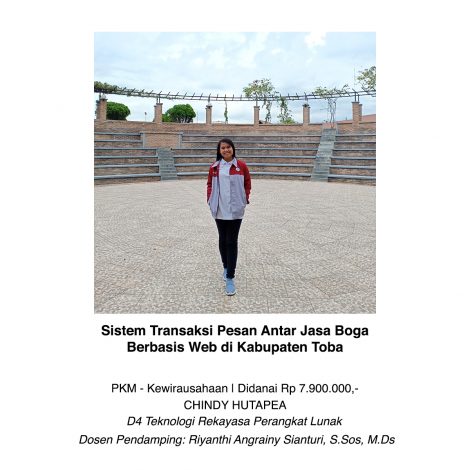 Sistem Transaksi Pesan Antar Jasa Boga
Berbasis Web di Kabupaten Toba
PKM - Kewirausahaan | Didanai Rp 7.900.000,-
CHINDY HUTAPEA
D4 Teknologi Rekayasa Perangkat Lunak
Dosen Pendamping: Riyanthi Angrainy Sianturi, S.Sos, M.Ds